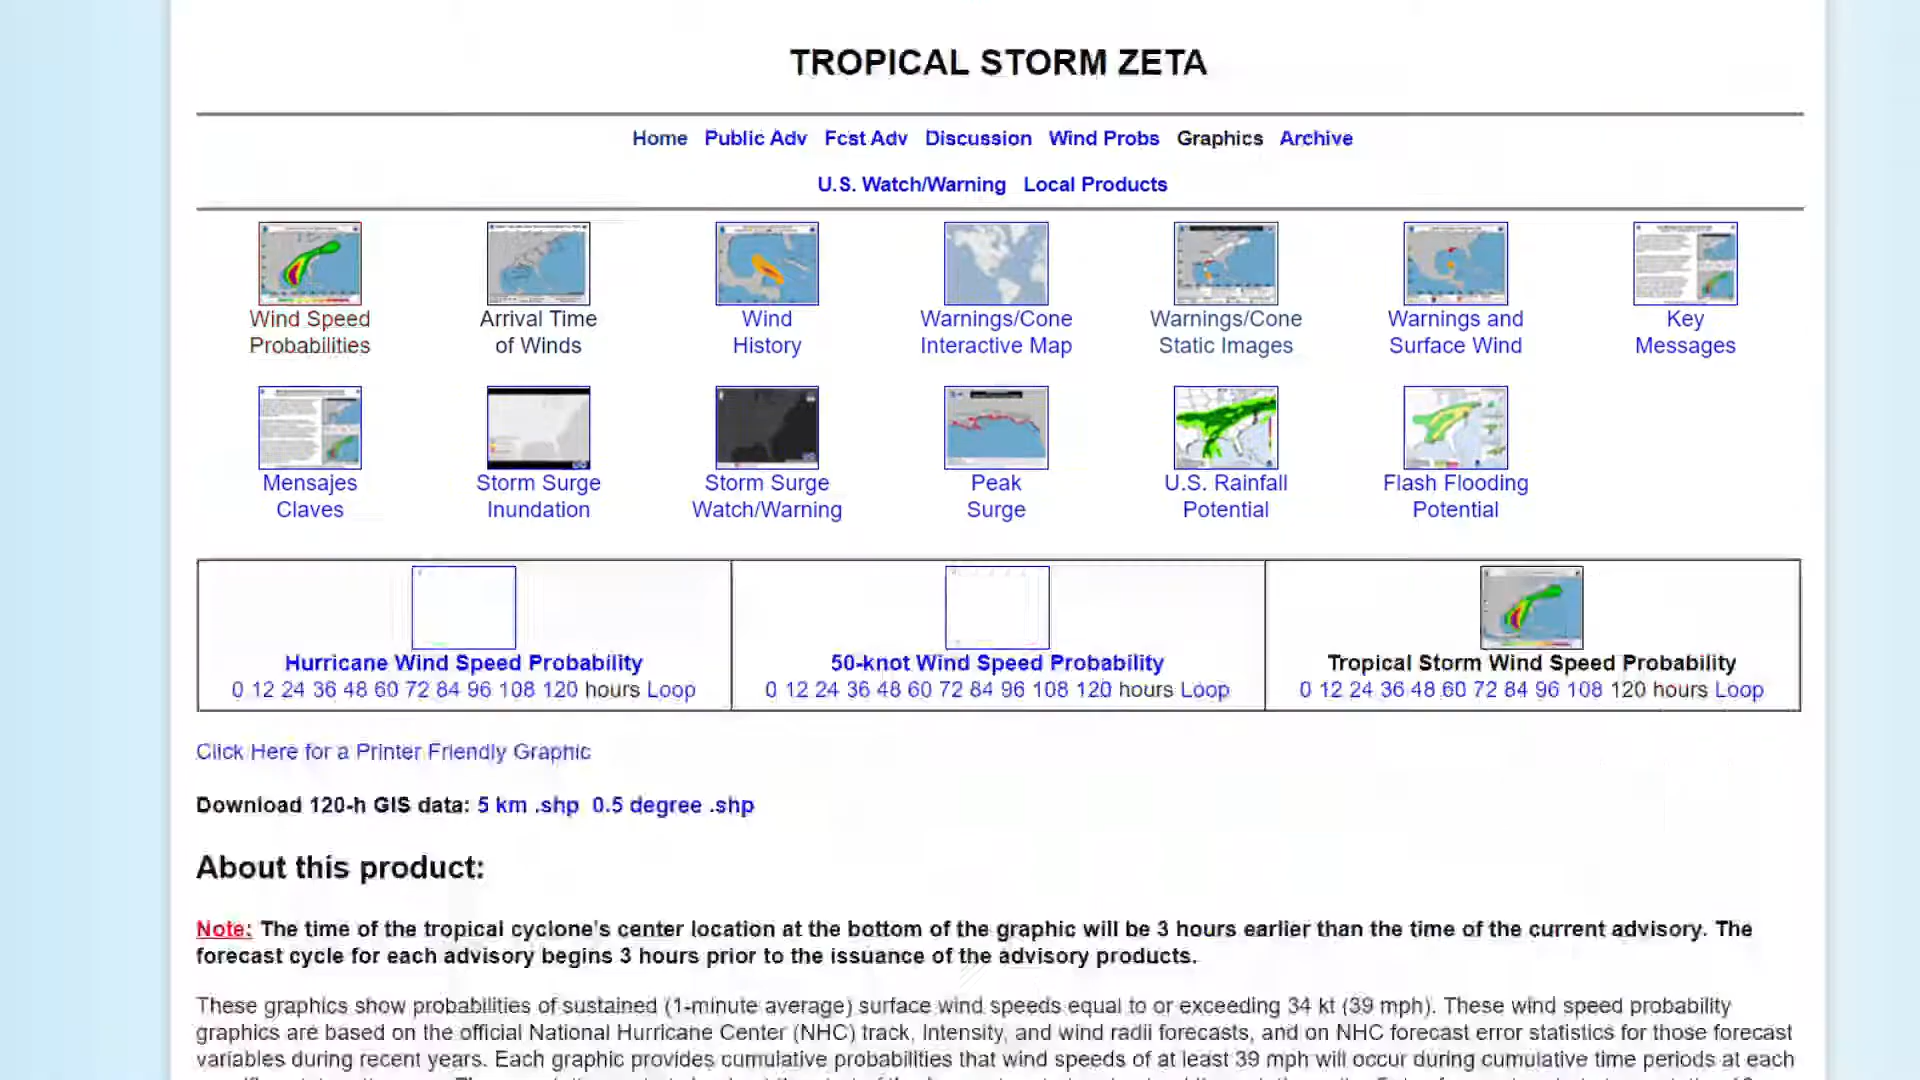 TROPICAL STORM ZETA
Home Public Adv Fcst Adv Discussion Wind Probs Graphics Archive
U.S. Watch/Warning Local Products
Wind Speed Probabilities
Arrival Time of Winds
Wind History
Warnings/Cone Interactive Map
Warnings/Cone Static Images
Warnings and Surface Wind
Key Messages
Mensajes Claves
Storm Surge Inundation
Storm Surge Watch/Warning
Peak Surge
U.S. Rainfall Potential
Flash Flooding Potential
Hurricane Wind Speed Probability
0 12 24 36 48 60 72 84 96 108 120 hours Loop
50-knot Wind Speed Probability
0 12 24 36 48 60 72 84 96 108 120 hours Loop
Tropical Storm Wind Speed Probability
0 12 24 36 48 60 72 84 96 108 120 hours Loop
Click Here for a Printer Friendly Graphic
Download 120-h GIS data: 5 km .shp 0.5 degree .shp
About this product:
Note: The time of the tropical cyclone's center location at the bottom of the graphic will be 3 hours earlier than the time of the current advisory. The
forecast cycle for each advisory begins 3 hours prior to the issuance of the advisory products.
These graphics show probabilities of sustained (1-minute average) surface wind speeds equal to or exceeding 34 kt (39 mph). These wind speed probability
graphics are based on the official National Hurricane Center (NHC) track, intensity, and wind radii forecasts, and on NHC forecast error statistics for those forecast
variables during recent years. Each graphic provides cumulative probabilities that wind speeds of at least 39 mph will occur during cumulative time periods at each